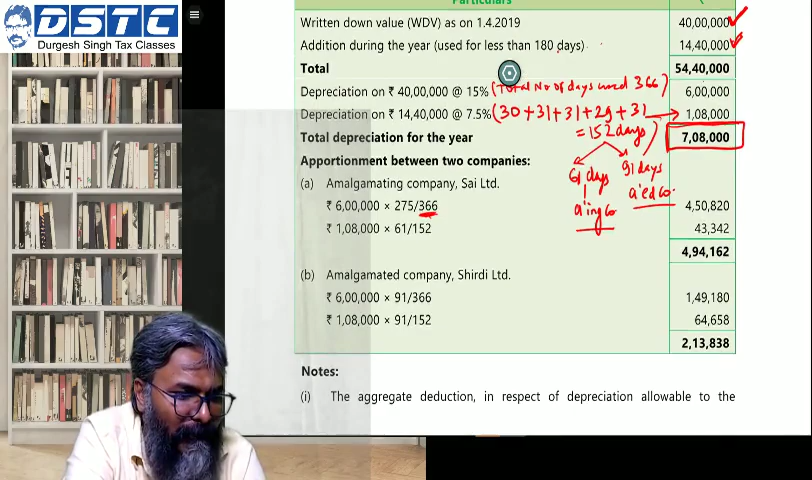 DSTC
Durgesh Singh Tax Classes
Particulars
Written down value (WDV) as on 1.4.2019 40,00,000
Addition during the year (used for less than 180 days) 14,40,000
Total 54,40,000
Depreciation on ₹ 40,00,000 @ 15% (Total No of days used 366) 6,00,000
Depreciation on ₹ 14,40,000 @ 7.5% (30+31+31+29+31 1,08,000
= 152 days)
Total depreciation for the year 7,08,000
Apportionment between two companies:
61 days 91 days
(a) Amalgamating company, Sai Ltd.
a'ing co a'ed co.
₹ 6,00,000 × 275/366 4,50,820
₹ 1,08,000 × 61/152 43,342
4,94,162
(b) Amalgamated company, Shirdi Ltd.
₹ 6,00,000 × 91/366 1,49,180
₹ 1,08,000 × 91/152 64,658
2,13,838
Notes:
(i) The aggregate deduction, in respect of depreciation allowable to the